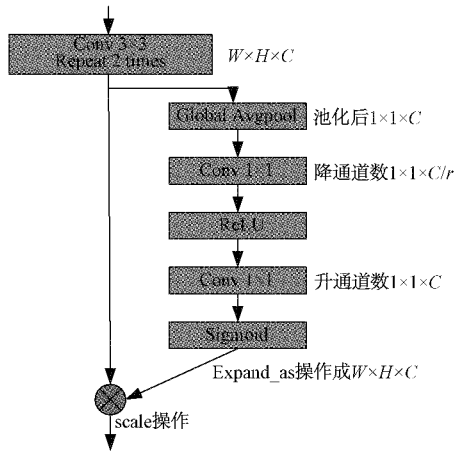 Conv 3×3
Repeat 2 times
W×H×C
Global Avgpool
池化后1×1×C
Conv 1×1
降通道数1×1×C/r
ReLU
Conv 1×1
升通道数1×1×C
Sigmoid
Expand_as操作成W×H×C
scale操作